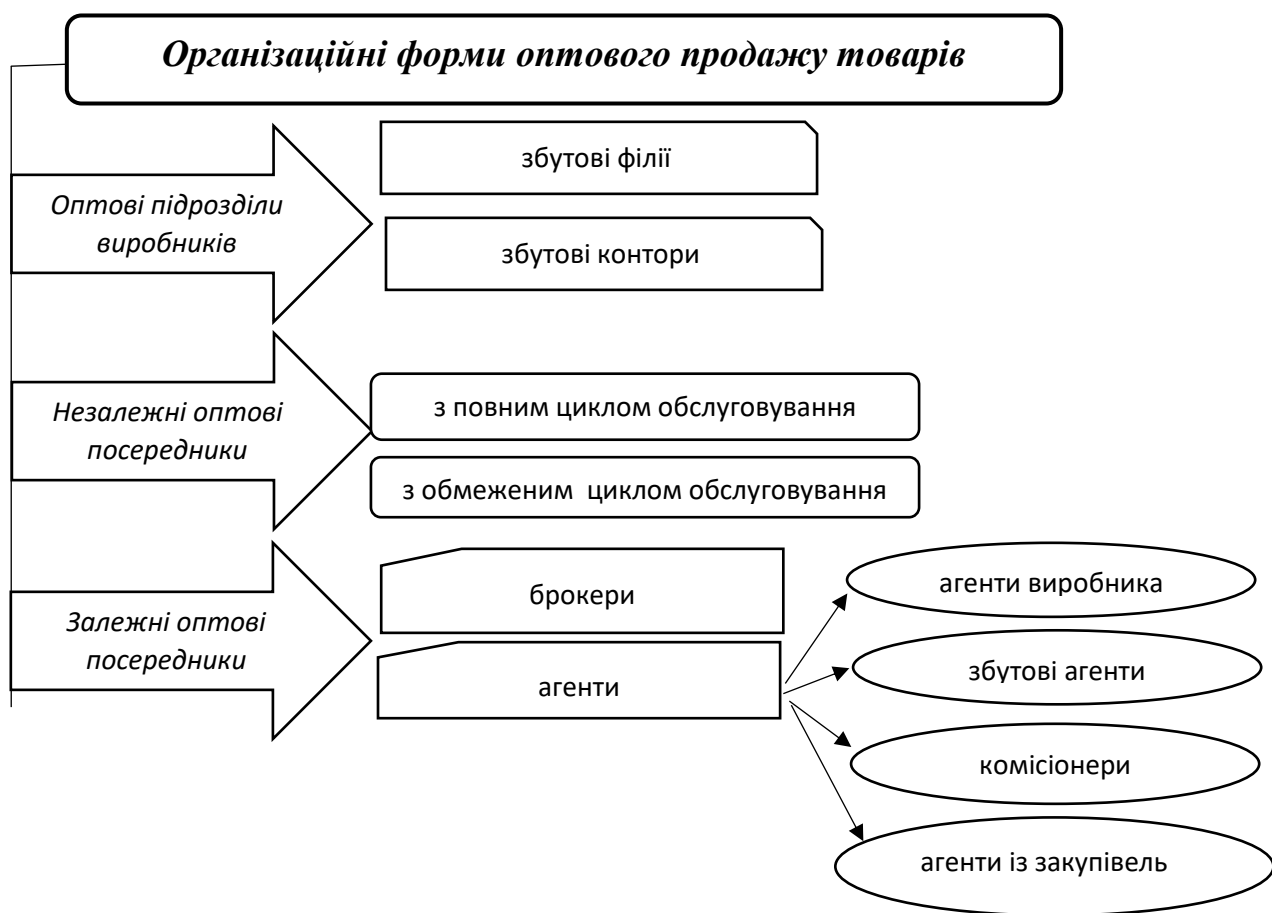 Організаційні форми оптового продажу товарів
збутові філії
Оптові підрозділи
виробників
збутові контори
Незалежні оптові
посередники
з повним циклом обслуговування
з обмеженим циклом обслуговування
Залежні оптові
посередники
брокери
агенти
агенти виробника
збутові агенти
комісіонери
агенти із закупівель